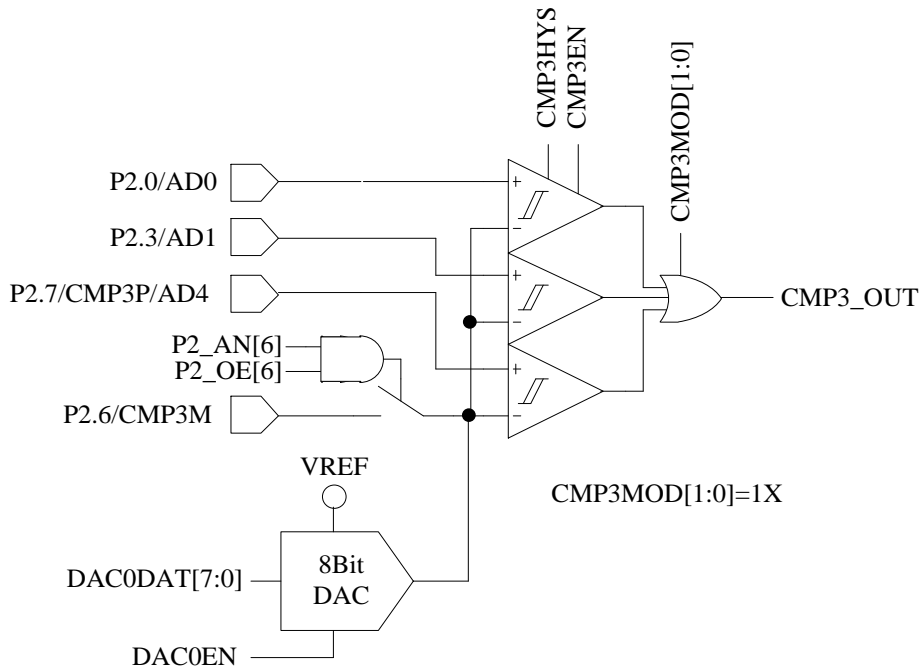 CMP3HYS
CMP3EN
CMP3MOD[1:0]
P2.0/AD0
P2.3/AD1
P2.7/CMP3P/AD4
P2_AN[6]
P2_OE[6]
P2.6/CMP3M
+
−
+
−
+
−
CMP3_OUT
VREF
CMP3MOD[1:0]=1X
DAC0DAT[7:0]
8Bit
DAC
DAC0EN